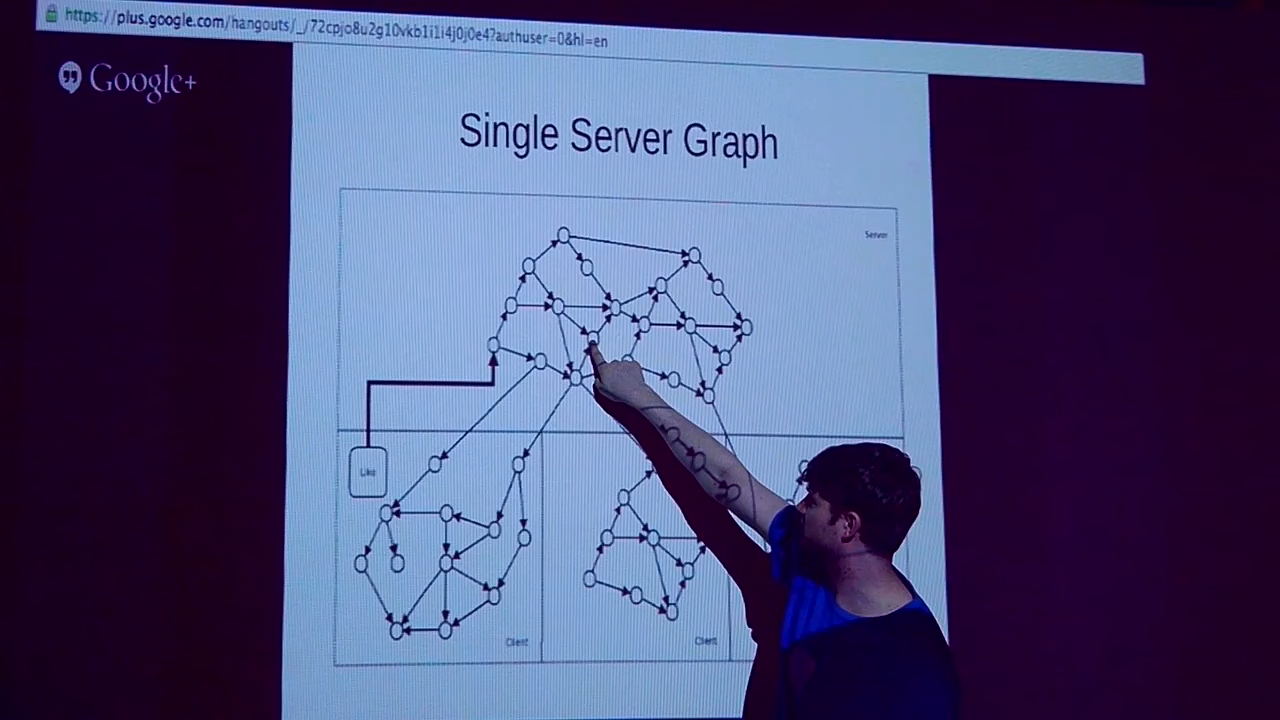 https://plus.google.com/hangouts/_/72cpjo8u2g10vkb1i1i4j0j0e4?authuser=0&hl=en
Google+
Single Server Graph
Server
Like
Client
Client